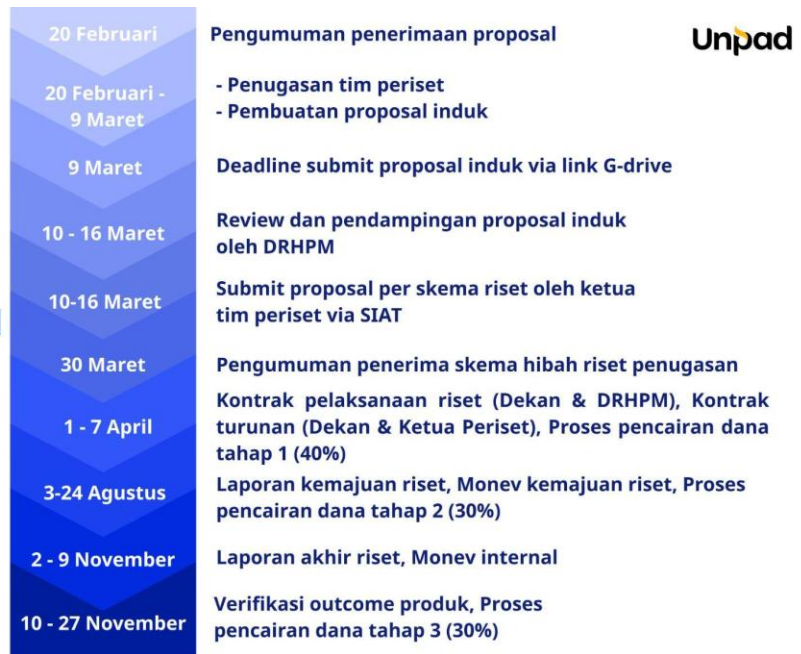 20 Februari
Pengumuman penerimaan proposal
Unpad
20 Februari -
9 Maret
- Penugasan tim periset
- Pembuatan proposal induk
9 Maret
Deadline submit proposal induk via link G-drive
10 - 16 Maret
Review dan pendampingan proposal induk
oleh DRHPM
10-16 Maret
Submit proposal per skema riset oleh ketua
tim periset via SIAT
30 Maret
Pengumuman penerima skema hibah riset penugasan
1 - 7 April
Kontrak pelaksanaan riset (Dekan & DRHPM), Kontrak
turunan (Dekan & Ketua Periset), Proses pencairan dana
tahap 1 (40%)
3-24 Agustus
Laporan kemajuan riset, Monev kemajuan riset, Proses
pencairan dana tahap 2 (30%)
2 - 9 November
Laporan akhir riset, Monev internal
10 - 27 November
Verifikasi outcome produk, Proses
pencairan dana tahap 3 (30%)